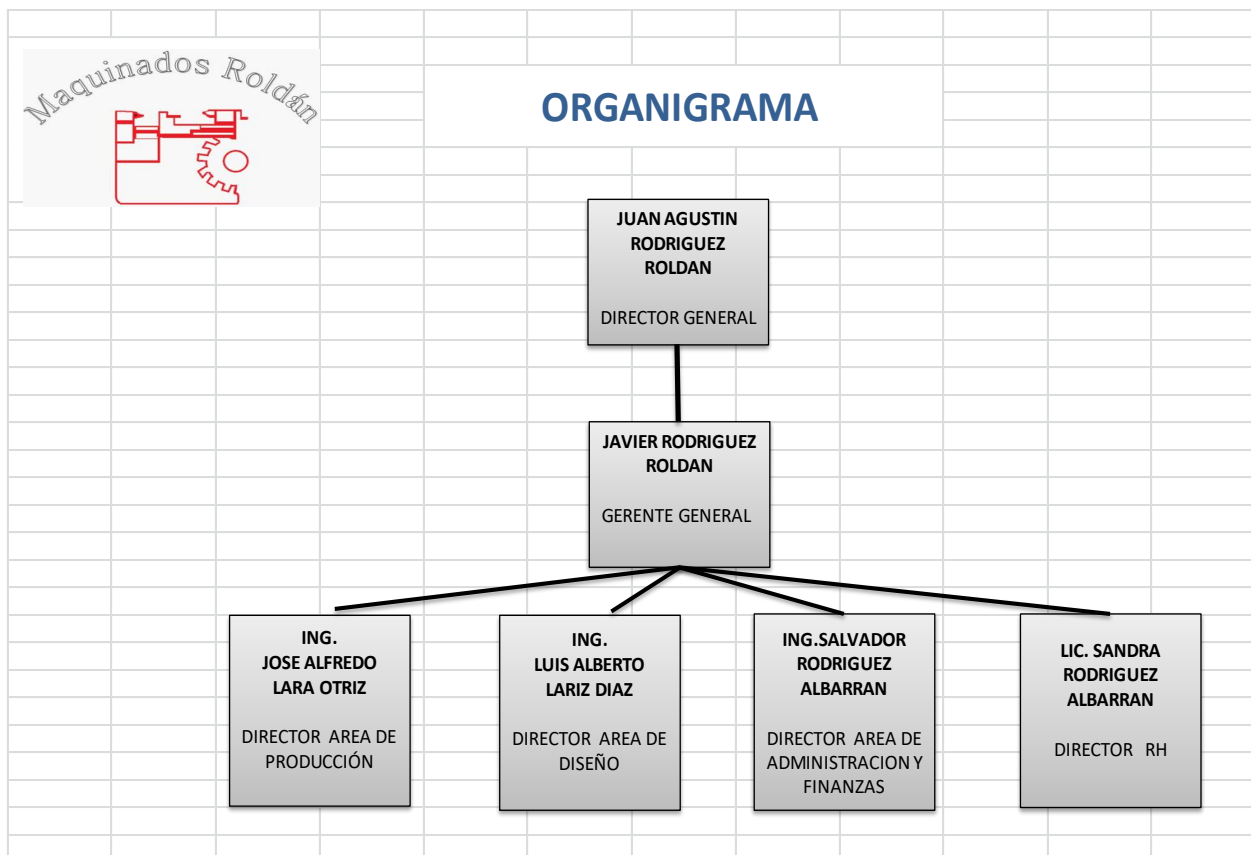 Maquinados Roldán
ORGANIGRAMA
JUAN AGUSTIN
RODRIGUEZ
ROLDAN
DIRECTOR GENERAL
JAVIER RODRIGUEZ
ROLDAN
GERENTE GENERAL
ING.
JOSE ALFREDO
LARA OTRIZ
DIRECTOR AREA DE
PRODUCCIÓN
ING.
LUIS ALBERTO
LARIZ DIAZ
DIRECTOR AREA DE
DISEÑO
ING.SALVADOR
RODRIGUEZ
ALBARRAN
DIRECTOR AREA DE
ADMINISTRACION Y
FINANZAS
LIC. SANDRA
RODRIGUEZ
ALBARRAN
DIRECTOR RH